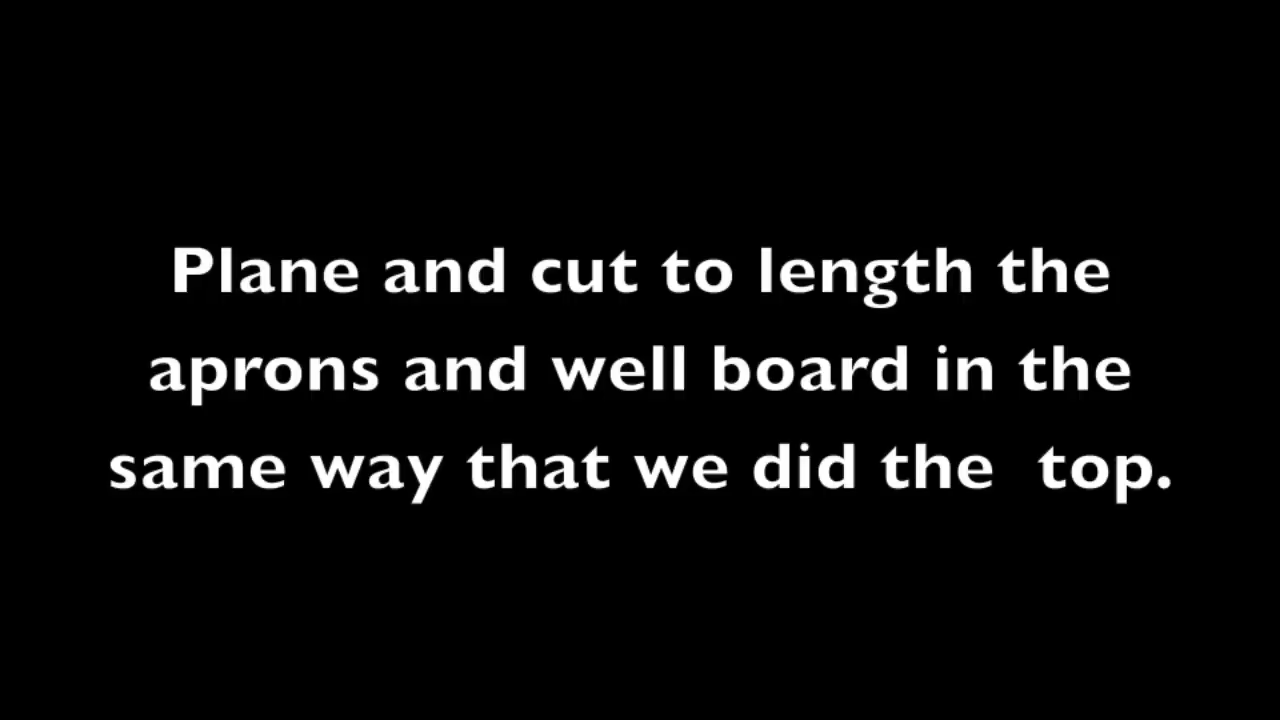 Plane and cut to length the
aprons and well board in the
same way that we did the  top.